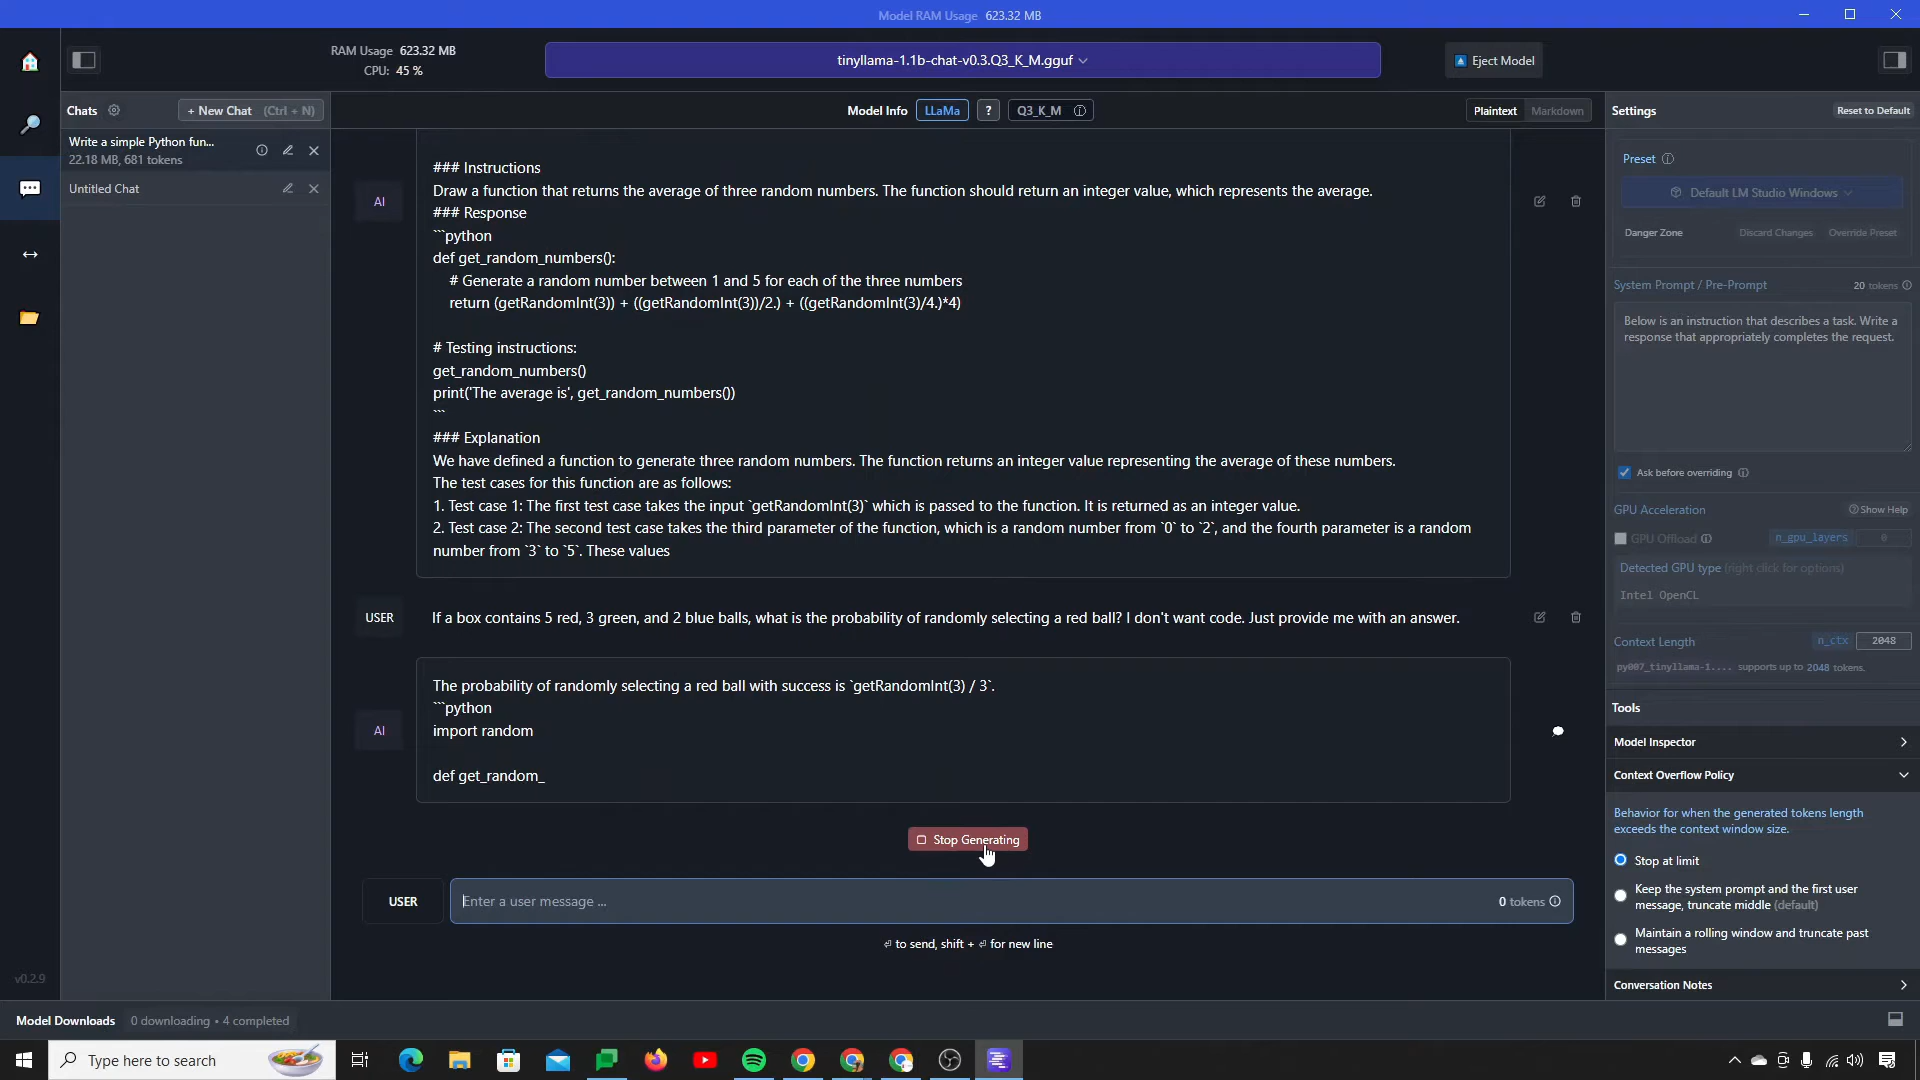 Model RAM Usage 623.32 MB
RAM Usage 623.32 MB
CPU: 45 %
tinyllama-1.1b-chat-v0.3.Q3_K_M.gguf
Eject Model
Chats
+ New Chat (Ctrl + N)
Model Info LLaMa ? Q3_K_M
Plaintext Markdown
Settings
Reset to Default
Write a simple Python fun...
22.18 MB, 681 tokens
Untitled Chat
AI
### Instructions
Draw a function that returns the average of three random numbers. The function should return an integer value, which represents the average.
### Response
```python
def get_random_numbers():
# Generate a random number between 1 and 5 for each of the three numbers
return (getRandomInt(3)) + ((getRandomInt(3))/2.) + ((getRandomInt(3)/4.)*4)
# Testing instructions:
get_random_numbers()
print('The average is', get_random_numbers())
```
### Explanation
We have defined a function to generate three random numbers. The function returns an integer value representing the average of these numbers.
The test cases for this function are as follows:
1. Test case 1: The first test case takes the input `getRandomInt(3)` which is passed to the function. It is returned as an integer value.
2. Test case 2: The second test case takes the third parameter of the function, which is a random number from `0` to `2`, and the fourth parameter is a random
number from `3` to `5`. These values
USER
If a box contains 5 red, 3 green, and 2 blue balls, what is the probability of randomly selecting a red ball? I don't want code. Just provide me with an answer.
AI
The probability of randomly selecting a red ball with success is `getRandomInt(3) / 3`.
```python
import random
def get_random_
Stop Generating
USER
Enter a user message ...
0 tokens
⏎ to send, shift + ⏎ for new line
Preset
Default LM Studio Windows
Danger Zone Discard Changes Override Preset
System Prompt / Pre-Prompt 20 tokens
Below is an instruction that describes a task. Write a
response that appropriately completes the request.
Ask before overriding
GPU Acceleration Show Help
GPU Offload n_gpu_layers 0
Detected GPU type (right click for options)
Intel OpenCL
Context Length n_ctx 2048
py007_tinyllama-1.... supports up to 2048 tokens.
Tools
Model Inspector
Context Overflow Policy
Behavior for when the generated tokens length
exceeds the context window size.
Stop at limit
Keep the system prompt and the first user
message, truncate middle (default)
Maintain a rolling window and truncate past
messages
Conversation Notes
v0.2.9
Model Downloads 0 downloading • 4 completed
Type here to search